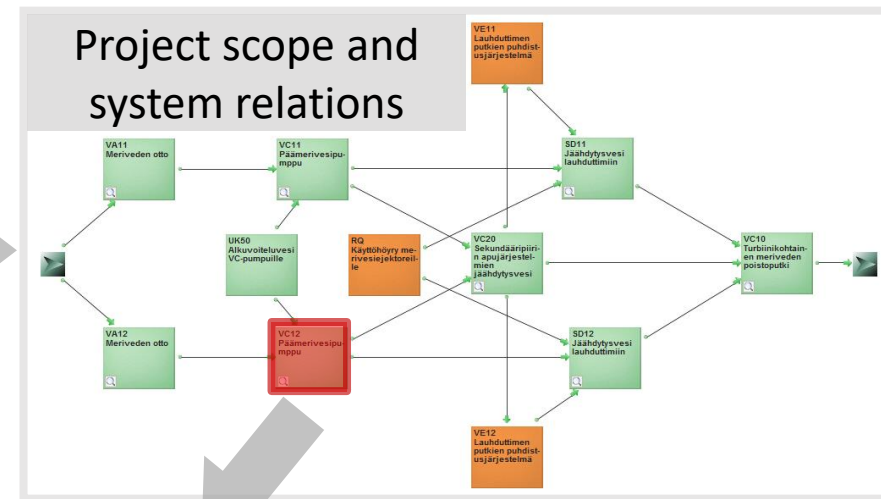 Project scope and
system relations
VE11
Lauhduttimen
putkien puhdist-
usjärjestelmä
VA11
Meriveden otto
VC11
Päämerivesipu-
mppu
SD11
Jäähdytysvesi
lauhduttimiin
UK50
Alkuvoiteluvesi
VC-pumpuille
RQ
Käyttöhöyry me-
rivesiejektoreil-
le
VC20
Sekundääripiiri-
n apujärjestel-
mien
jäähdytysvesi
VC10
Turbiinikohtain-
en meriveden
poistoputki
VA12
Meriveden otto
VC12
Päämerivesipu-
mppu
SD12
Jäähdytysvesi
lauhduttimiin
VE12
Lauhduttimen
putkien puhdist-
usjärjestelmä